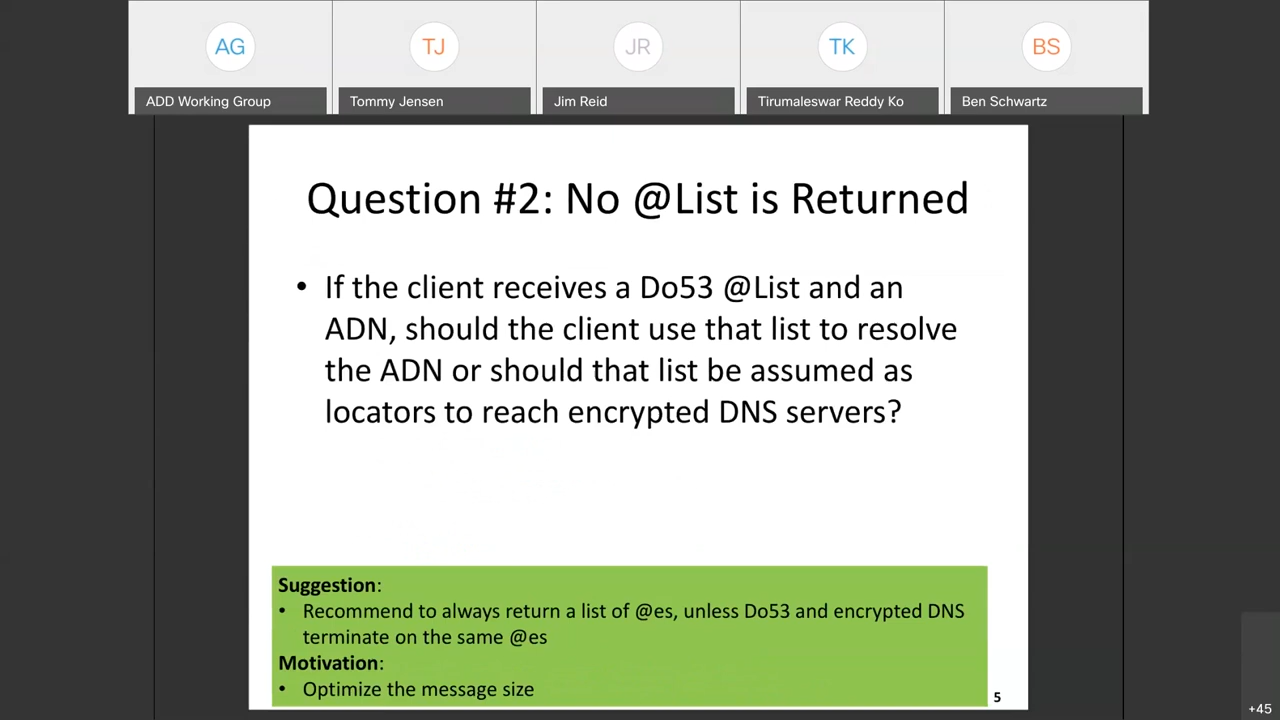 AG
TJ
JR
TK
BS
ADD Working Group
Tommy Jensen
Jim Reid
Tirumaleswar Reddy Ko
Ben Schwartz
Question #2: No @List is Returned
• If the client receives a Do53 @List and an
ADN, should the client use that list to resolve
the ADN or should that list be assumed as
locators to reach encrypted DNS servers?
Suggestion:
• Recommend to always return a list of @es, unless Do53 and encrypted DNS
terminate on the same @es
Motivation:
• Optimize the message size
5
+45